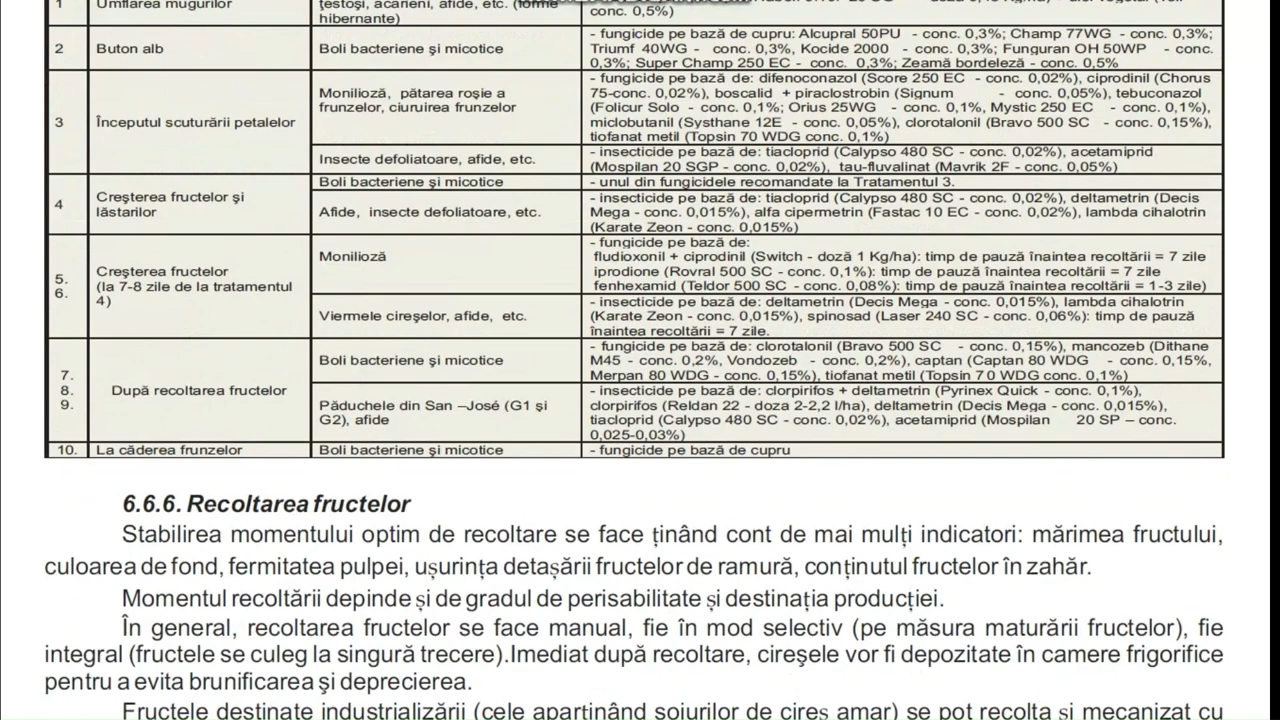 1 Umflarea mugurilor
țestoşi, acarieni, afide, etc. (forme
hibernante)
conc. 0,5%)
2 Buton alb
Boli bacteriene şi micotice
- fungicide pe bază de cupru: Alcupral 50PU - conc. 0,3%; Champ 77WG - conc. 0,3%;
Triumf 40WG - conc. 0,3%, Kocide 2000 - conc. 0,3%; Funguran OH 50WP - conc.
0,3%; Super Champ 250 EC - conc. 0,3%; Zeamă bordeleză - conc. 0,5%
3 Începutul scuturării petalelor
Monilioză, pătarea roşie a
frunzelor, ciuruirea frunzelor
- fungicide pe bază de: difenoconazol (Score 250 EC - conc. 0,02%), ciprodinil (Chorus
75-conc. 0,02%), boscalid + piraclostrobin (Signum - conc. 0,05%), tebuconazol
(Folicur Solo - conc. 0,1%; Orius 25WG - conc. 0,1%, Mystic 250 EC - conc. 0,1%),
miclobutanil (Systhane 12E - conc. 0,05%), clorotalonil (Bravo 500 SC - conc. 0,15%),
tiofanat metil (Topsin 70 WDG conc. 0,1%)
Insecte defoliatoare, afide, etc.
- insecticide pe bază de: tiacloprid (Calypso 480 SC - conc. 0,02%), acetamiprid
(Mospilan 20 SGP - conc. 0,02%), tau-fluvalinat (Mavrik 2F - conc. 0,05%)
4 Creşterea fructelor şi
lăstarilor
Boli bacteriene şi micotice
- unul din fungicidele recomandate la Tratamentul 3.
Afide, insecte defoliatoare, etc.
- insecticide pe bază de: tiacloprid (Calypso 480 SC - conc. 0,02%), deltametrin (Decis
Mega - conc. 0,015%), alfa cipermetrin (Fastac 10 EC - conc. 0,02%), lambda cihalotrin
(Karate Zeon - conc. 0,015%)
5.
6.
Creşterea fructelor
(la 7-8 zile de la tratamentul
4)
Monilioză
- fungicide pe bază de:
fludioxonil + ciprodinil (Switch - doză 1 Kg/ha): timp de pauză înaintea recoltării = 7 zile
iprodione (Rovral 500 SC - conc. 0,1%): timp de pauză înaintea recoltării = 7 zile
fenhexamid (Teldor 500 SC - conc. 0,08%): timp de pauză înaintea recoltării = 1-3 zile)
Viermele cireşelor, afide, etc.
- insecticide pe bază de: deltametrin (Decis Mega - conc. 0,015%), lambda cihalotrin
(Karate Zeon - conc. 0,015%), spinosad (Laser 240 SC - conc. 0,06%): timp de pauză
înaintea recoltării = 7 zile.
7.
8.
9.
După recoltarea fructelor
Boli bacteriene şi micotice
- fungicide pe bază de: clorotalonil (Bravo 500 SC - conc. 0,15%), mancozeb (Dithane
M45 - conc. 0,2%, Vondozeb - conc. 0,2%), captan (Captan 80 WDG - conc. 0,15%,
Merpan 80 WDG - conc. 0,15%), tiofanat metil (Topsin 70 WDG conc. 0,1%)
Păduchele din San –José (G1 şi
G2), afide
- insecticide pe bază de: clorpirifos + deltametrin (Pyrinex Quick - conc. 0,1%),
clorpirifos (Reldan 22 - doza 2-2,2 l/ha), deltametrin (Decis Mega - conc. 0,015%),
tiacloprid (Calypso 480 SC - conc. 0,02%), acetamiprid (Mospilan 20 SP – conc.
0,025-0,03%)
10. La căderea frunzelor
Boli bacteriene şi micotice
- fungicide pe bază de cupru
6.6.6. Recoltarea fructelor
Stabilirea momentului optim de recoltare se face ținând cont de mai mulți indicatori: mărimea fructului,
culoarea de fond, fermitatea pulpei, ușurința detașării fructelor de ramură, conținutul fructelor în zahăr.
Momentul recoltării depinde și de gradul de perisabilitate și destinația producției.
În general, recoltarea fructelor se face manual, fie în mod selectiv (pe măsura maturării fructelor), fie
integral (fructele se culeg la singură trecere).Imediat după recoltare, cireşele vor fi depozitate în camere frigorifice
pentru a evita brunificarea şi deprecierea.
Fructele destinate industrializării (cele aparținând soiurilor de cireș amar) se pot recolta și mecanizat cu